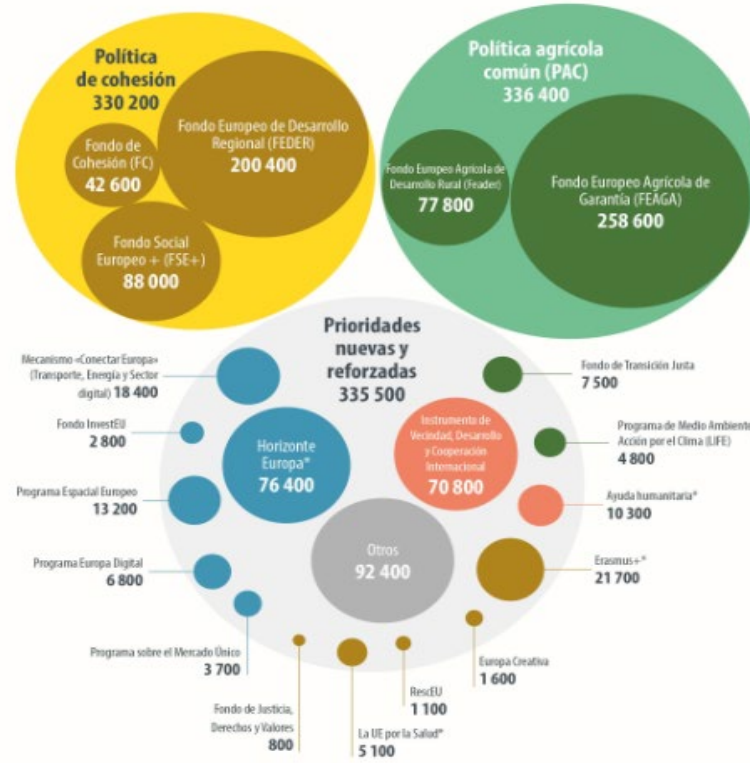 Política
de cohesión
330 200
Fondo Europeo de Desarrollo
Regional (FEDER)
200 400
Fondo de
Cohesión (FC)
42 600
Fondo Social
Europeo + (FSE+)
88 000
Política agrícola
común (PAC)
336 400
Fondo Europeo Agrícola de
Desarrollo Rural (Feader)
77 800
Fondo Europeo Agrícola de
Garantía (FEAGA)
258 600
Prioridades
nuevas y
reforzadas
335 500
Mecanismo «Conectar Europa»
(Transporte, Energía y Sector
digital) 18 400
Fondo InvestEU
2 800
Programa Espacial Europeo
13 200
Programa Europa Digital
6 800
Programa sobre el Mercado Único
3 700
Horizonte
Europa*
76 400
Instrumento de
Vecindad, Desarrollo
y Cooperación
Internacional
70 800
Otros
92 400
Fondo de Transición Justa
7 500
Programa de Medio Ambiente
Acción por el Clima (LIFE)
4 800
Ayuda humanitaria*
10 300
Erasmus+*
21 700
Europa Creativa
1 600
RescEU
1 100
La UE por la Salud*
5 100
Fondo de Justicia,
Derechos y Valores
800